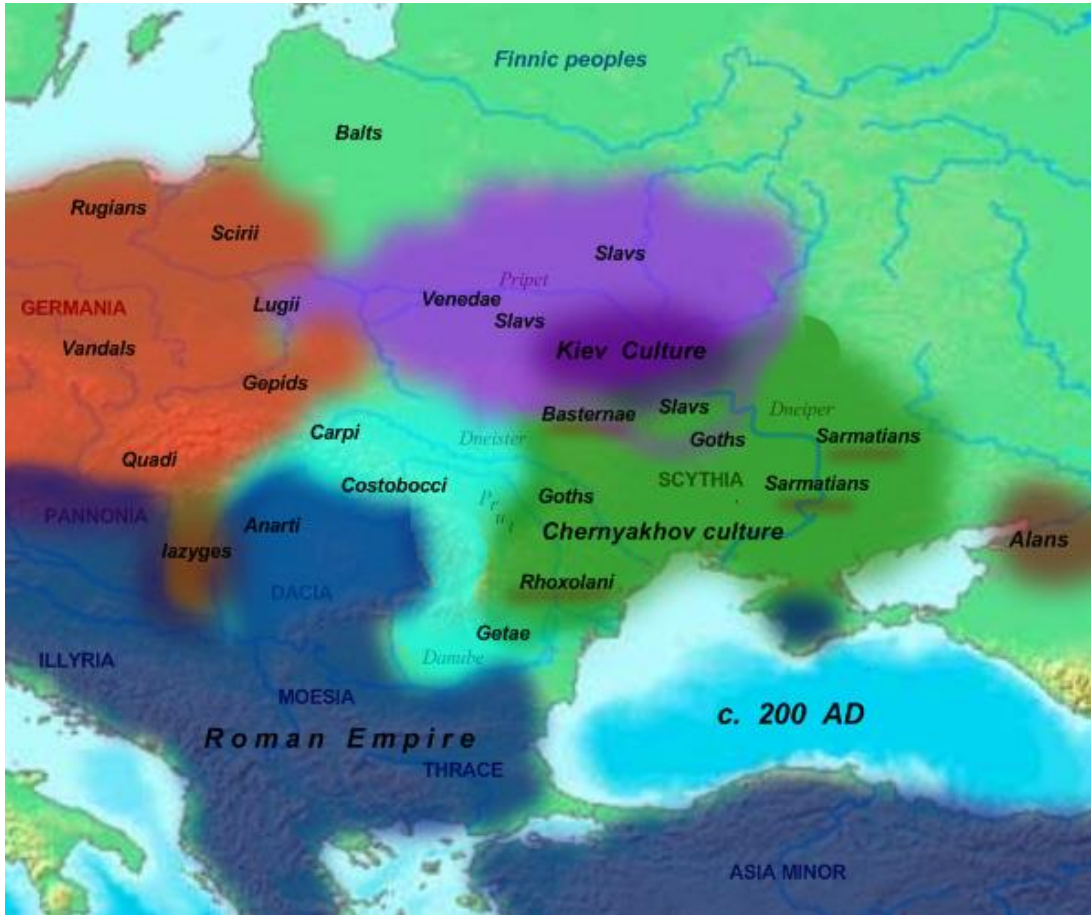 Finnic peoples
Balts
Rugians
Scirii
Slavs
Pripet
GERMANIA
Lugii
Venedae
Slavs
Vandals
Kiev Culture
Gepids
Carpi
Basternae
Slavs
Dneiper
Dneister
Goths
Sarmatians
Quadi
Costobocci
SCYTHIA
Sarmatians
PANNONIA
Anarti
Goths
Prut
Iazyges
Chernyakhov culture
Alans
DACIA
Rhoxolani
Getae
ILLYRIA
Danube
MOESIA
c. 200 AD
Roman Empire
THRACE
ASIA MINOR